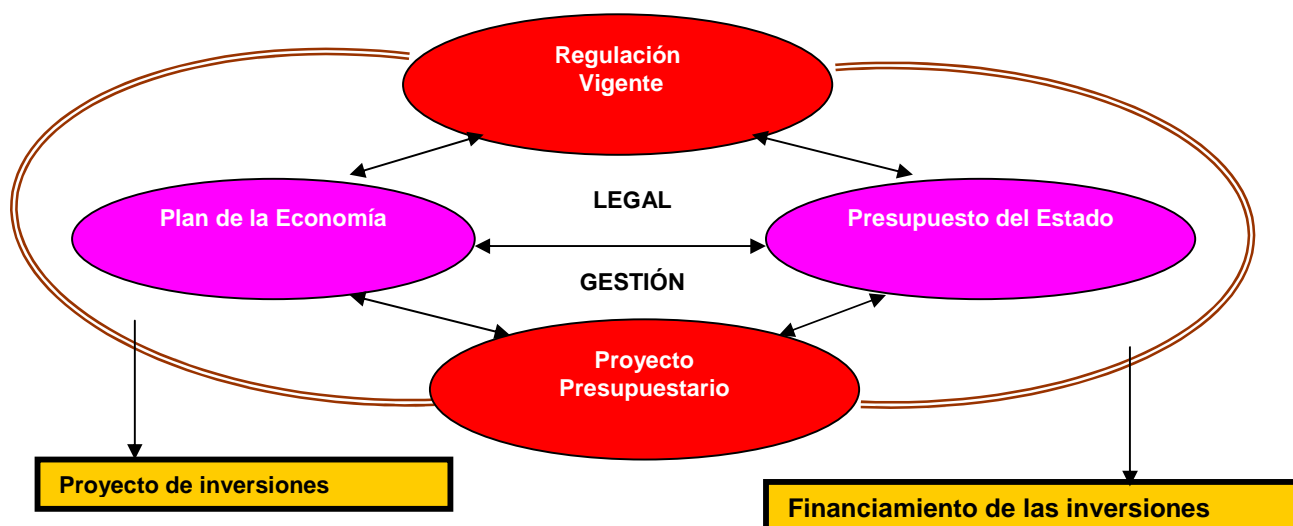 Regulación
Vigente
LEGAL
Plan de la Economía
Presupuesto del Estado
GESTIÓN
Proyecto
Presupuestario
Proyecto de inversiones
Financiamiento de las inversiones